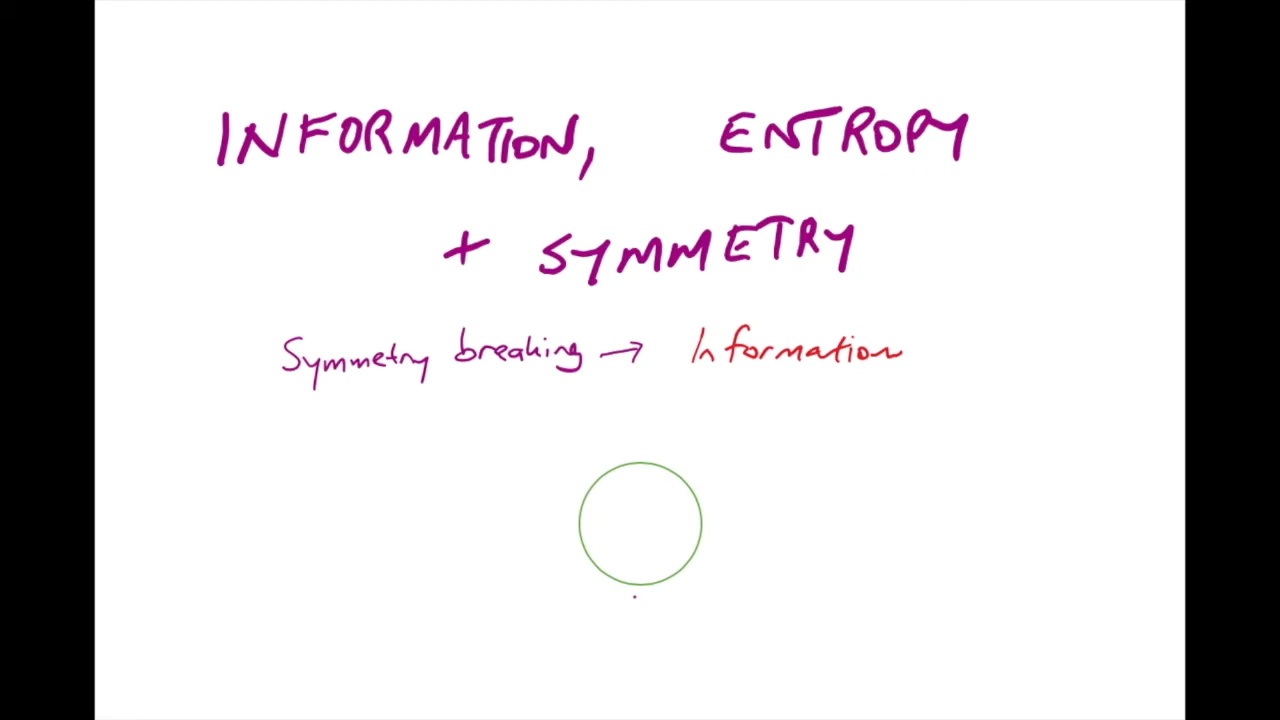 INFORMATION, ENTROPY
+ SYMMETRY
Symmetry breaking → Information